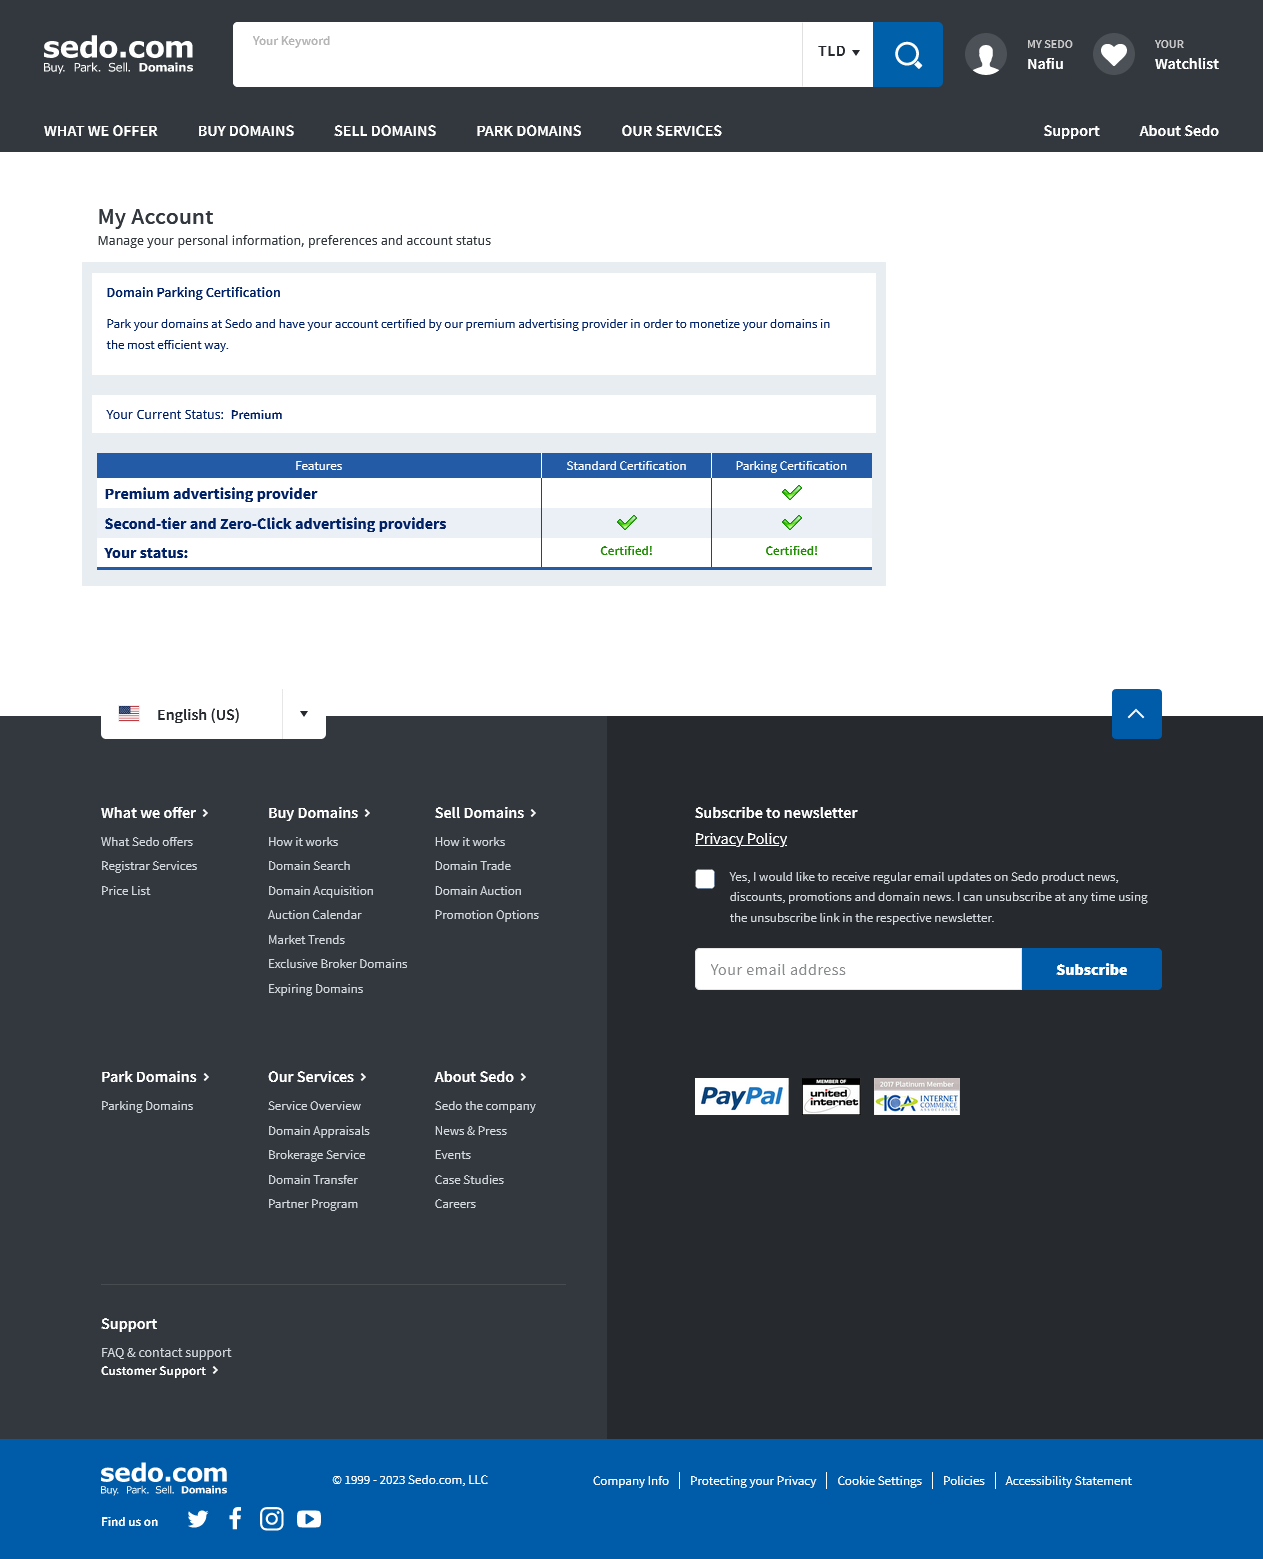 sedo.com
Buy. Park. Sell. Domains
Your Keyword
TLD
MY SEDO
Nafiu
YOUR
Watchlist
WHAT WE OFFER
BUY DOMAINS
SELL DOMAINS
PARK DOMAINS
OUR SERVICES
Support
About Sedo
My Account
Manage your personal information, preferences and account status
Domain Parking Certification
Park your domains at Sedo and have your account certified by our premium advertising provider in order to monetize your domains in
the most efficient way.
Your Current Status: Premium
Features Standard Certification Parking Certification
Premium advertising provider
Second-tier and Zero-Click advertising providers
Your status: Certified! Certified!
English (US)
What we offer
What Sedo offers
Registrar Services
Price List
Buy Domains
How it works
Domain Search
Domain Acquisition
Auction Calendar
Market Trends
Exclusive Broker Domains
Expiring Domains
Sell Domains
How it works
Domain Trade
Domain Auction
Promotion Options
Park Domains
Parking Domains
Our Services
Service Overview
Domain Appraisals
Brokerage Service
Domain Transfer
Partner Program
About Sedo
Sedo the company
News & Press
Events
Case Studies
Careers
Support
FAQ & contact support
Customer Support
Subscribe to newsletter
Privacy Policy
Yes, I would like to receive regular email updates on Sedo product news,
discounts, promotions and domain news. I can unsubscribe at any time using
the unsubscribe link in the respective newsletter.
Your email address
Subscribe
PayPal
MEMBER OF
united
internet
2017 Platinum Member
ICA INTERNET
COMMERCE
ASSOCIATION
sedo.com
Buy. Park. Sell. Domains
© 1999 - 2023 Sedo.com, LLC
Company Info
Protecting your Privacy
Cookie Settings
Policies
Accessibility Statement
Find us on